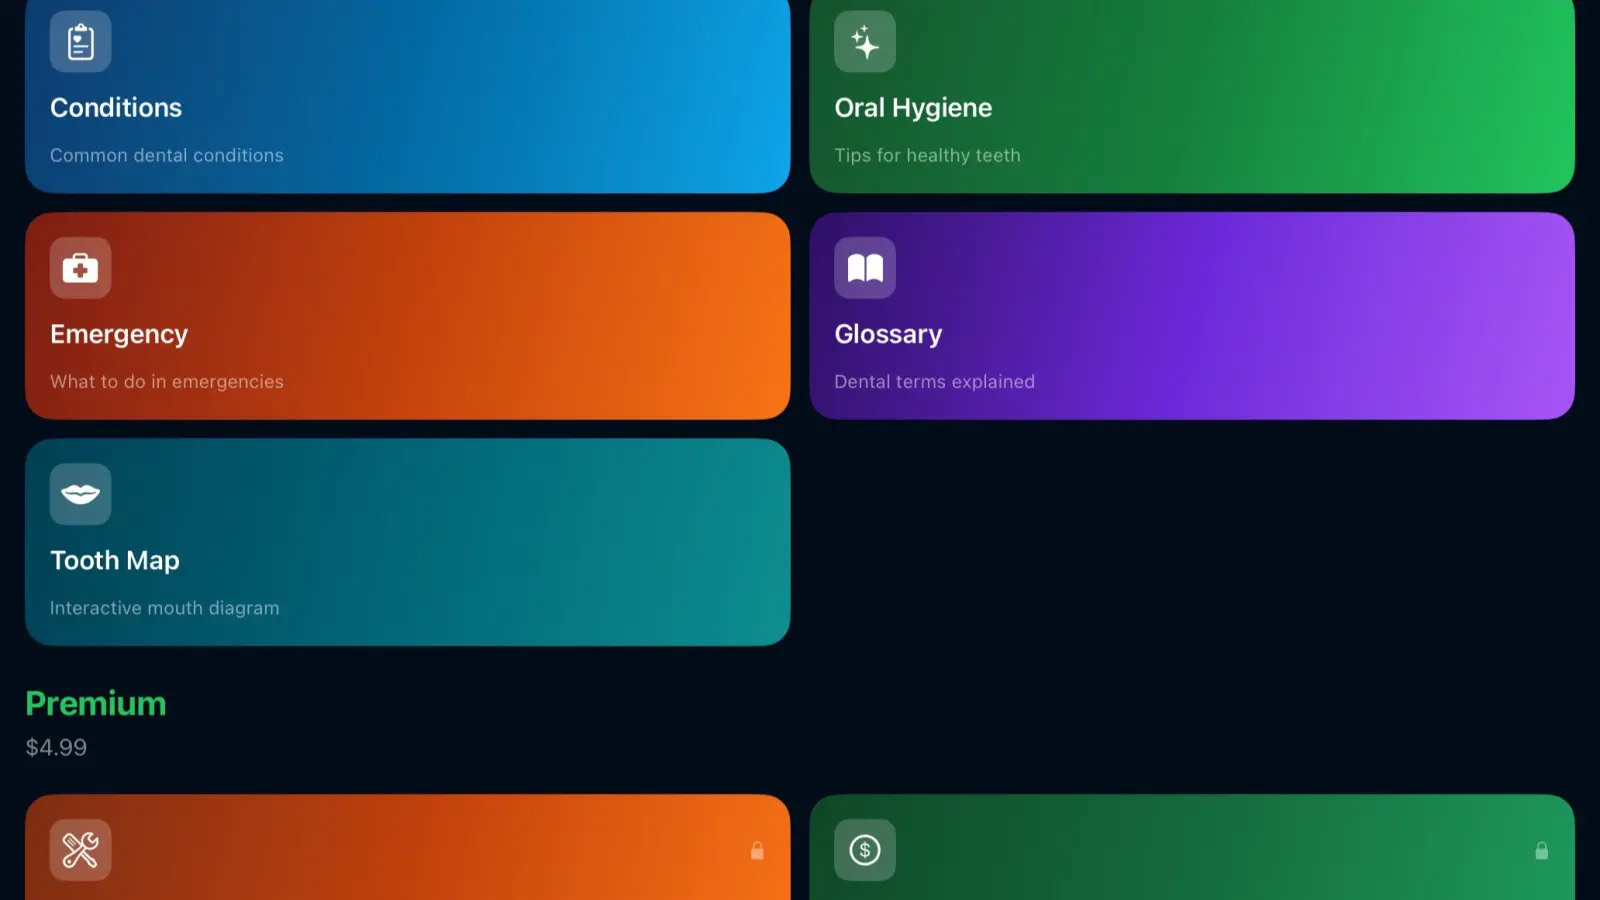 Conditions
Common dental conditions
Oral Hygiene
Tips for healthy teeth
Emergency
What to do in emergencies
Glossary
Dental terms explained
Tooth Map
Interactive mouth diagram
Premium
$4.99
$